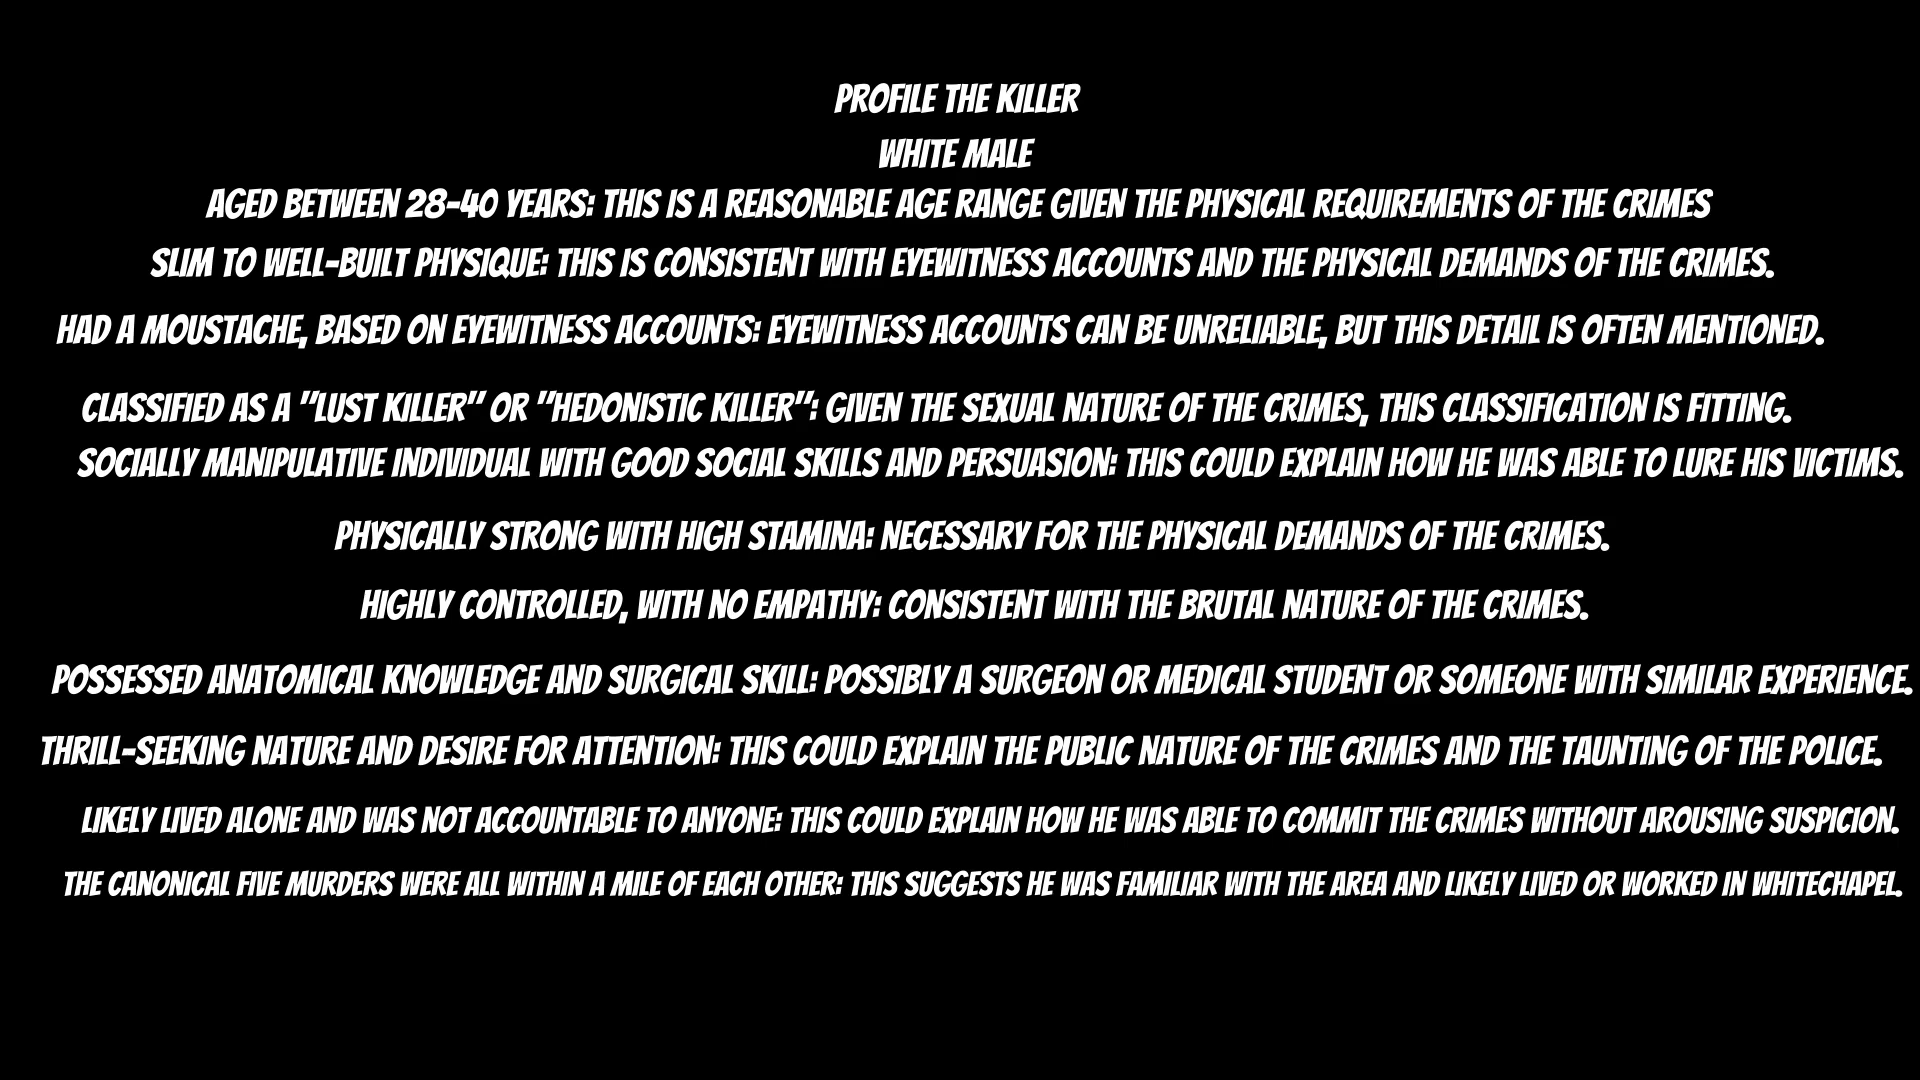 PROFILE THE KILLER
WHITE MALE
AGED BETWEEN 28-40 YEARS: THIS IS A REASONABLE AGE RANGE GIVEN THE PHYSICAL REQUIREMENTS OF THE CRIMES
SLIM TO WELL-BUILT PHYSIQUE: THIS IS CONSISTENT WITH EYEWITNESS ACCOUNTS AND THE PHYSICAL DEMANDS OF THE CRIMES.
HAD A MOUSTACHE, BASED ON EYEWITNESS ACCOUNTS: EYEWITNESS ACCOUNTS CAN BE UNRELIABLE, BUT THIS DETAIL IS OFTEN MENTIONED.
CLASSIFIED AS A "LUST KILLER" OR "HEDONISTIC KILLER": GIVEN THE SEXUAL NATURE OF THE CRIMES, THIS CLASSIFICATION IS FITTING.
SOCIALLY MANIPULATIVE INDIVIDUAL WITH GOOD SOCIAL SKILLS AND PERSUASION: THIS COULD EXPLAIN HOW HE WAS ABLE TO LURE HIS VICTIMS.
PHYSICALLY STRONG WITH HIGH STAMINA: NECESSARY FOR THE PHYSICAL DEMANDS OF THE CRIMES.
HIGHLY CONTROLLED, WITH NO EMPATHY: CONSISTENT WITH THE BRUTAL NATURE OF THE CRIMES.
POSSESSED ANATOMICAL KNOWLEDGE AND SURGICAL SKILL: POSSIBLY A SURGEON OR MEDICAL STUDENT OR SOMEONE WITH SIMILAR EXPERIENCE.
THRILL-SEEKING NATURE AND DESIRE FOR ATTENTION: THIS COULD EXPLAIN THE PUBLIC NATURE OF THE CRIMES AND THE TAUNTING OF THE POLICE.
LIKELY LIVED ALONE AND WAS NOT ACCOUNTABLE TO ANYONE: THIS COULD EXPLAIN HOW HE WAS ABLE TO COMMIT THE CRIMES WITHOUT AROUSING SUSPICION.
THE CANONICAL FIVE MURDERS WERE ALL WITHIN A MILE OF EACH OTHER: THIS SUGGESTS HE WAS FAMILIAR WITH THE AREA AND LIKELY LIVED OR WORKED IN WHITECHAPEL.